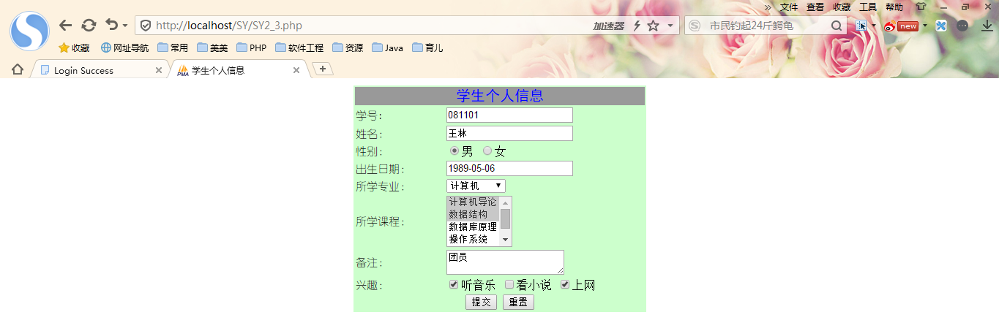 » 文件 查看 收藏 工具 帮助
http://localhost/SY/SY2_3.php 加速器 市民钓起24斤鳄龟 new
收藏 网址导航 常用 美美 PHP 软件工程 资源 Java 育儿
Login Success 学生个人信息
学生个人信息
学号: 081101
姓名: 王林
性别: 男 女
出生日期: 1989-05-06
所学专业: 计算机
所学课程: 计算机导论
数据结构
数据库原理
操作系统
备注: 团员
兴趣: 听音乐 看小说 上网
提交 重置